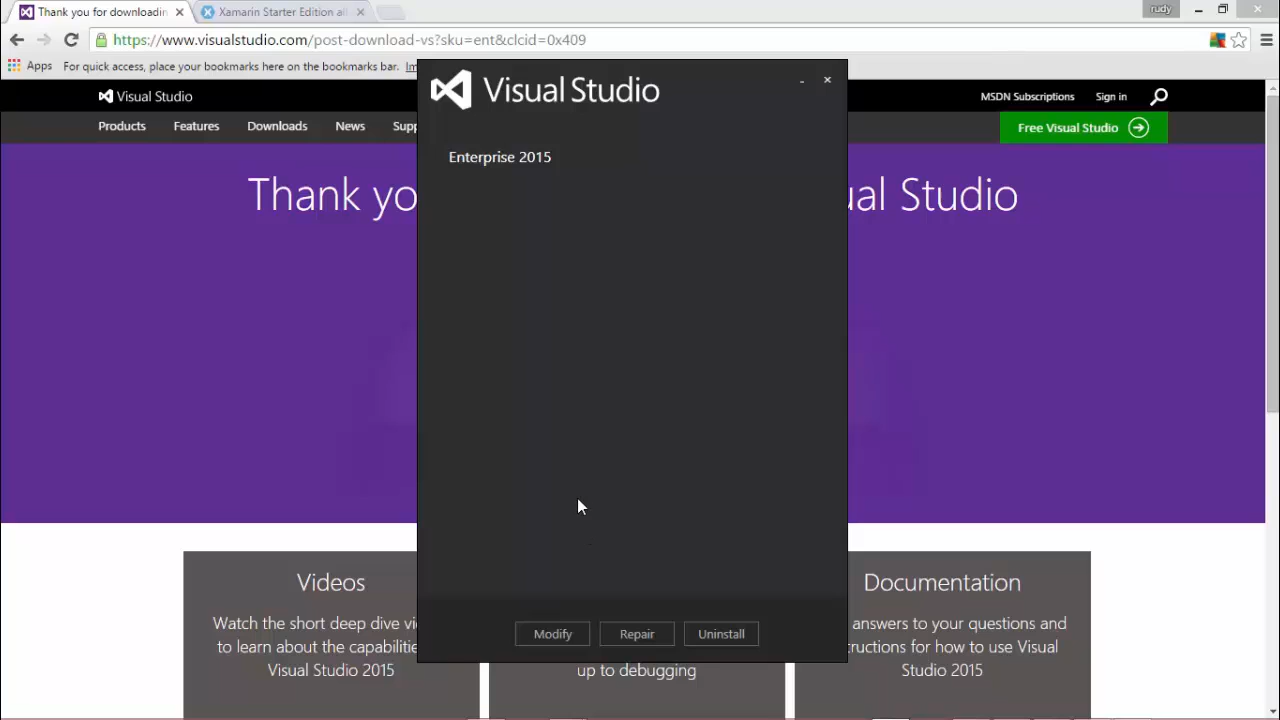 Thank you for downloadin
Xamarin Starter Edition al
rudy
https://www.visualstudio.com/post-download-vs?sku=ent&clcid=0x409
Apps
For quick access, place your bookmarks here on the bookmarks bar.
Visual Studio
MSDN Subscriptions
Sign in
Products
Features
Downloads
News
Supp
Free Visual Studio
Thank yo
ual Studio
Visual Studio
Enterprise 2015
Modify
Repair
Uninstall
Videos
Watch the short deep dive vi
to learn about the capabilitie
Visual Studio 2015
up to debugging
Documentation
answers to your questions and
structions for how to use Visual
Studio 2015